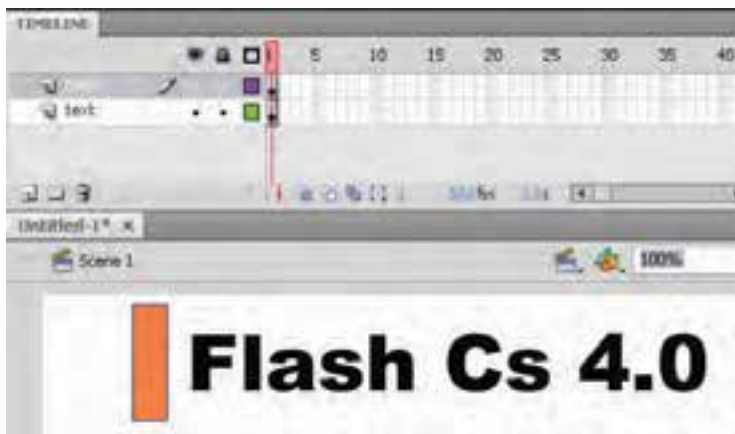 TIMELINE
5 10 15 20 25 30 35 40
text
Untitled-1* ×
Scene 1
100%
Flash Cs 4.0